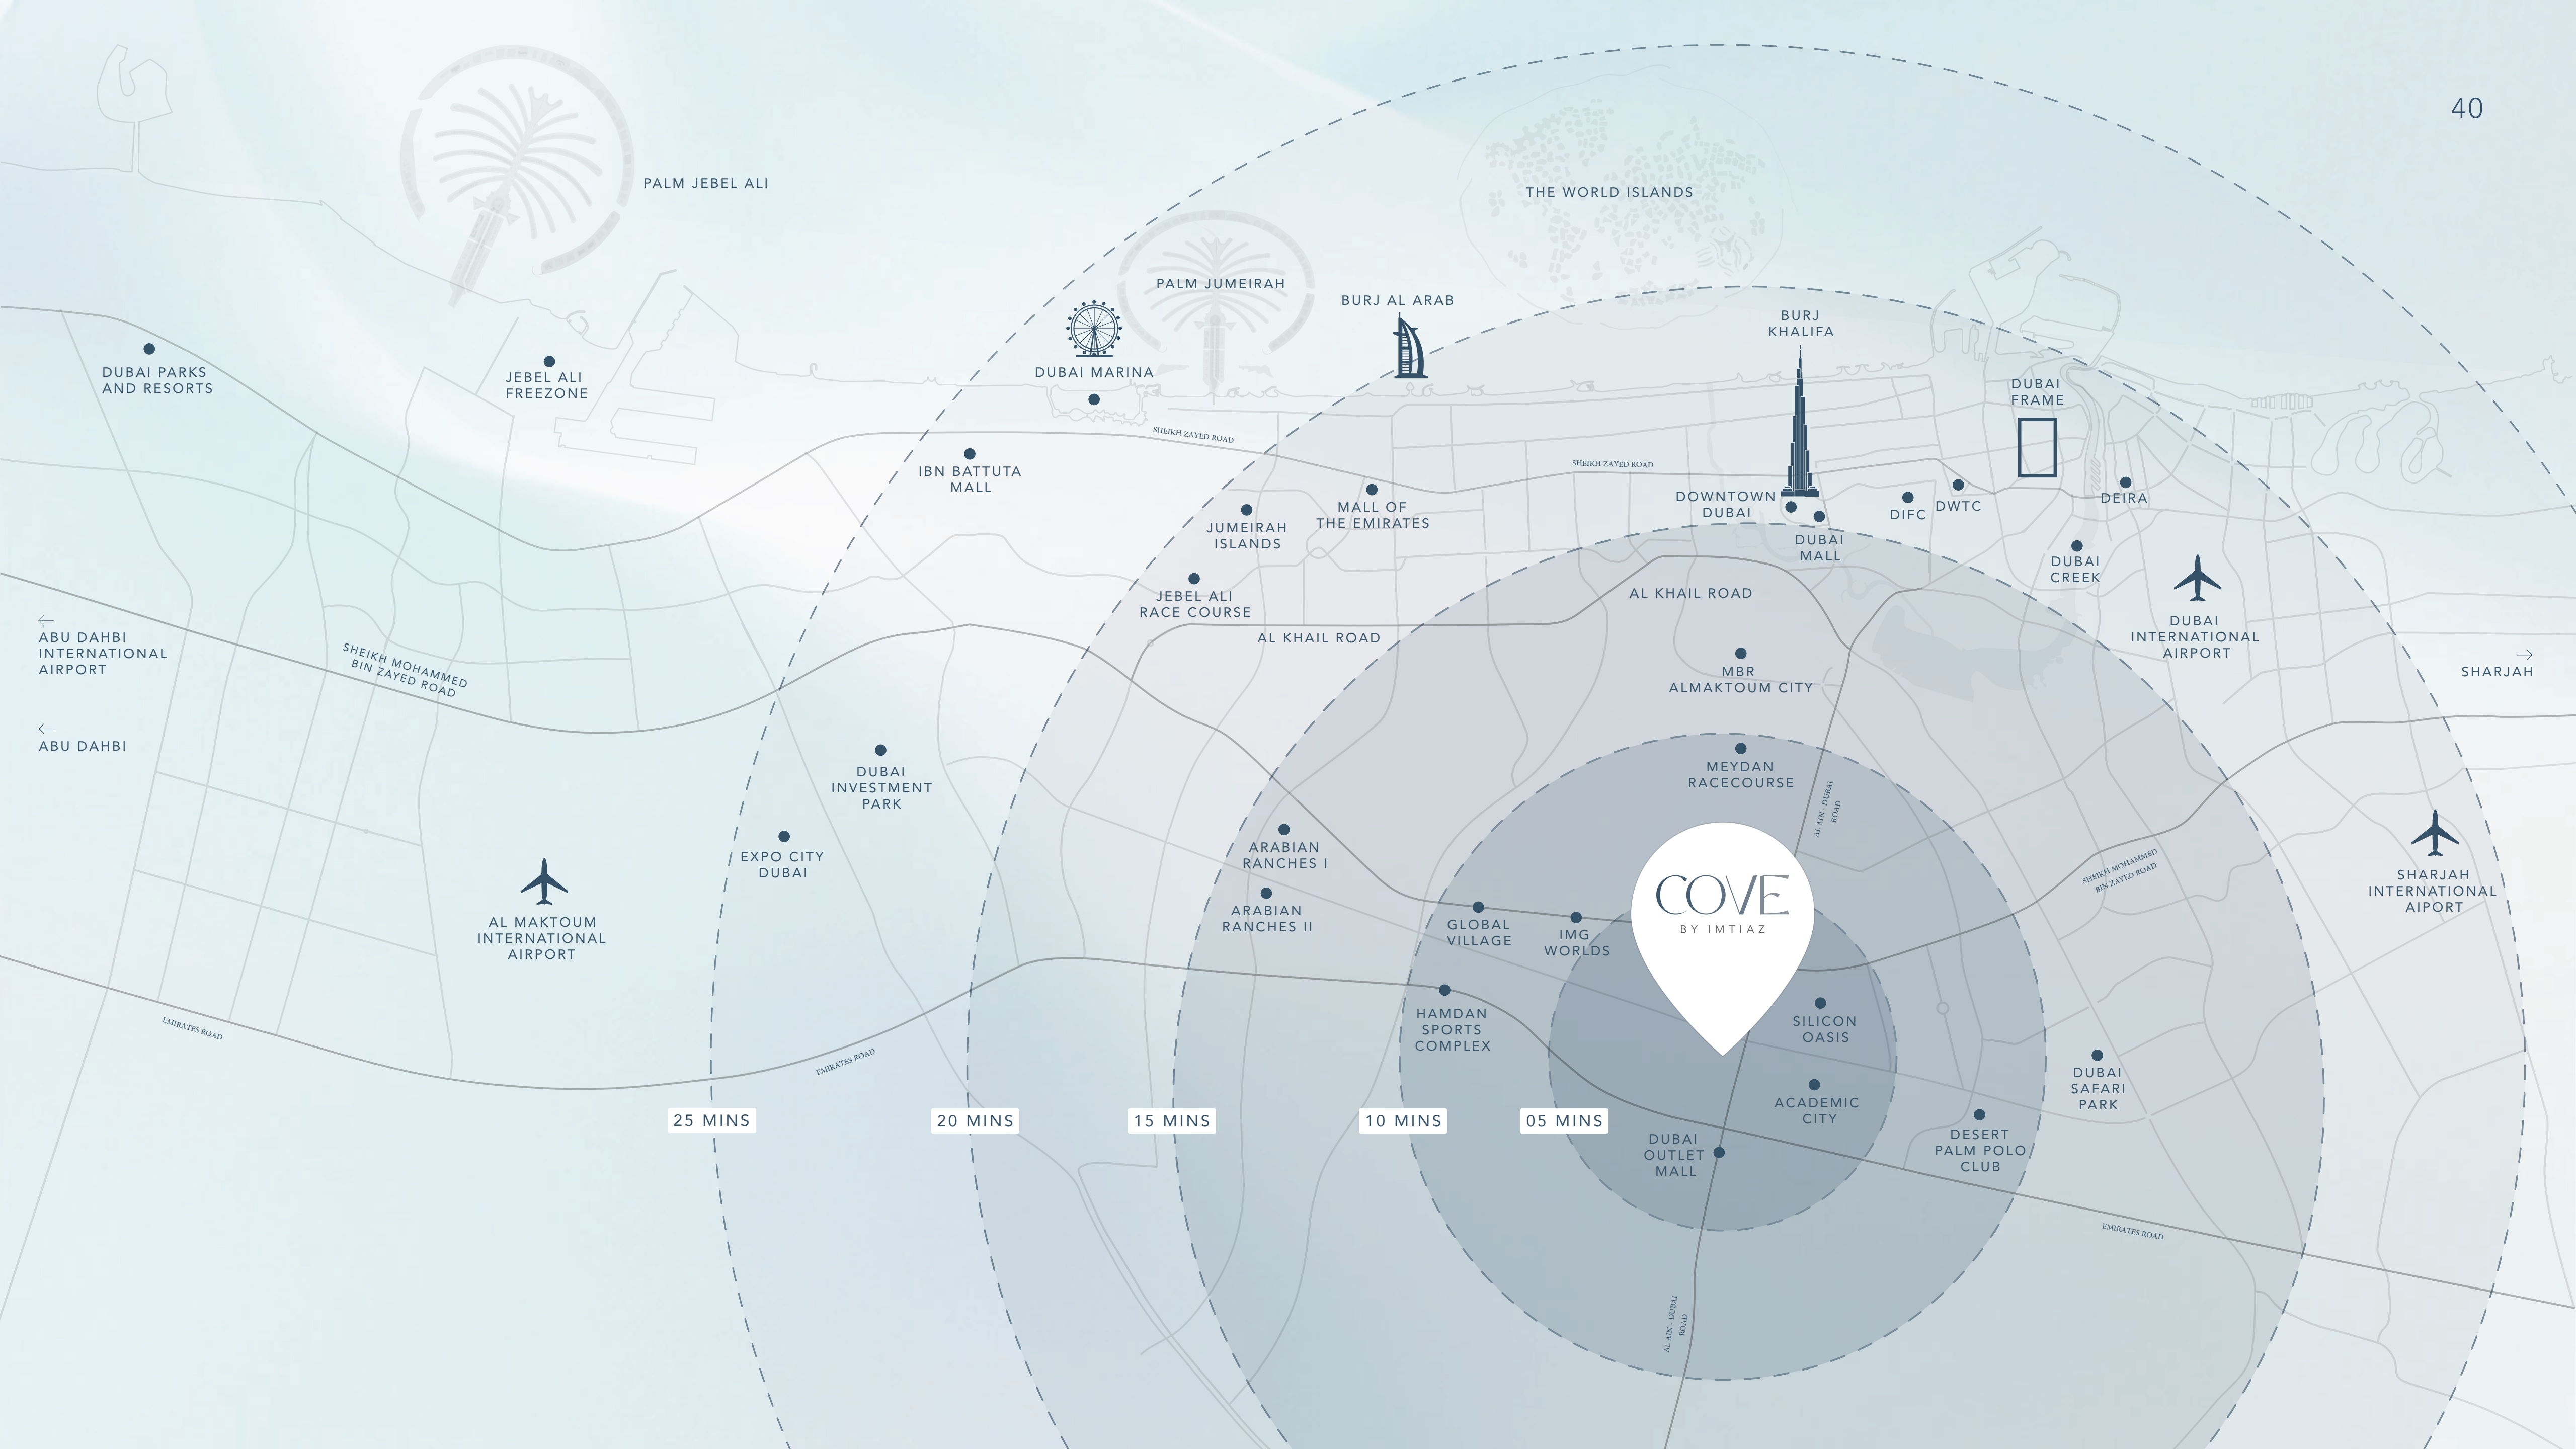 40
PALM JEBEL ALI
THE WORLD ISLANDS
PALM JUMEIRAH
BURJ AL ARAB
BURJ
KHALIFA
DUBAI MARINA
DUBAI PARKS
AND RESORTS
JEBEL ALI
FREEZONE
DUBAI
FRAME
SHEIKH ZAYED ROAD
SHEIKH ZAYED ROAD
IBN BATTUTA
MALL
JUMEIRAH
ISLANDS
MALL OF
THE EMIRATES
DOWNTOWN
DUBAI
DUBAI
MALL
DIFC
DWTC
DEIRA
DUBAI
CREEK
JEBEL ALI
RACE COURSE
AL KHAIL ROAD
AL KHAIL ROAD
DUBAI
INTERNATIONAL
AIRPORT
←
ABU DAHBI
INTERNATIONAL
AIRPORT
SHEIKH MOHAMMED
BIN ZAYED ROAD
→
SHARJAH
MBR
ALMAKTOUM CITY
←
ABU DAHBI
DUBAI
INVESTMENT
PARK
MEYDAN
RACECOURSE
AL AIN - DUBAI
ROAD
EXPO CITY
DUBAI
ARABIAN
RANCHES I
ARABIAN
RANCHES II
COVE
BY IMTIAZ
SHEIKH MOHAMMED
BIN ZAYED ROAD
SHARJAH
INTERNATIONAL
AIPORT
AL MAKTOUM
INTERNATIONAL
AIRPORT
GLOBAL
VILLAGE
IMG
WORLDS
HAMDAN
SPORTS
COMPLEX
SILICON
OASIS
EMIRATES ROAD
EMIRATES ROAD
DUBAI
SAFARI
PARK
ACADEMIC
CITY
25 MINS
20 MINS
15 MINS
10 MINS
05 MINS
DUBAI
OUTLET
MALL
DESERT
PALM POLO
CLUB
EMIRATES ROAD
AL AIN - DUBAI
ROAD